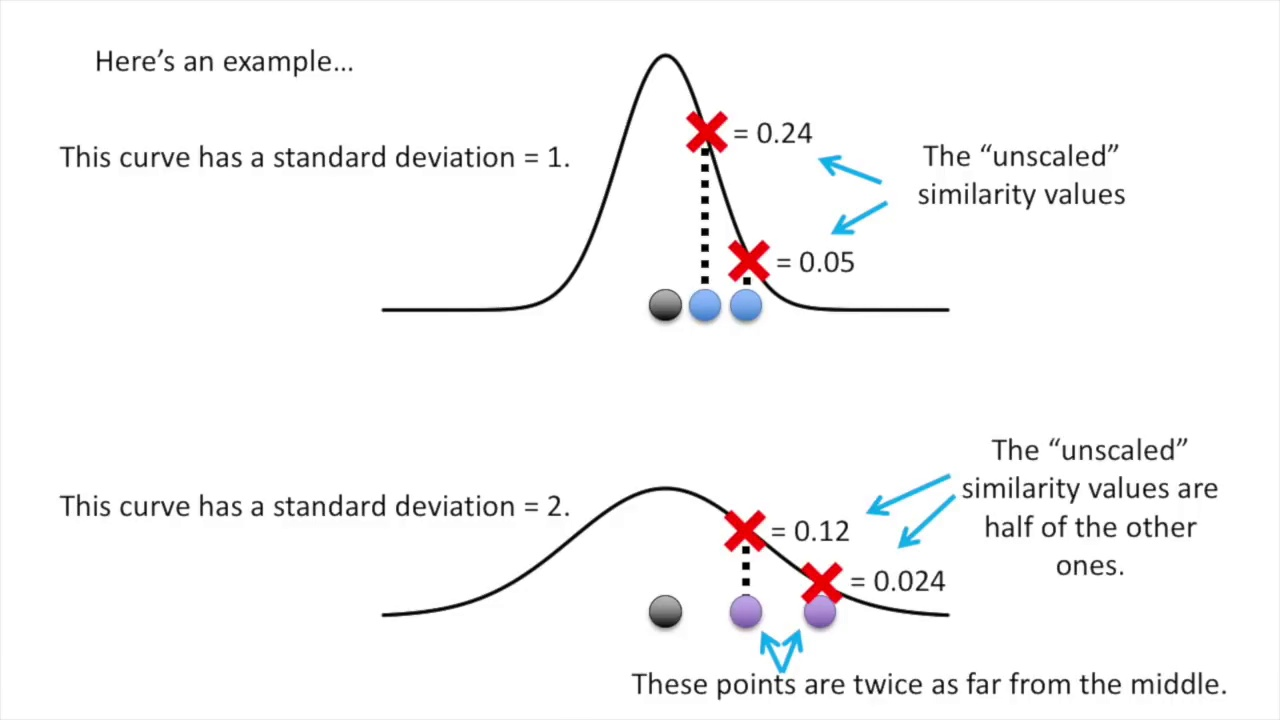 Here’s an example…
This curve has a standard deviation = 1.
= 0.24
= 0.05
The “unscaled”
similarity values
This curve has a standard deviation = 2.
= 0.12
= 0.024
The “unscaled”
similarity values are
half of the other
ones.
These points are twice as far from the middle.